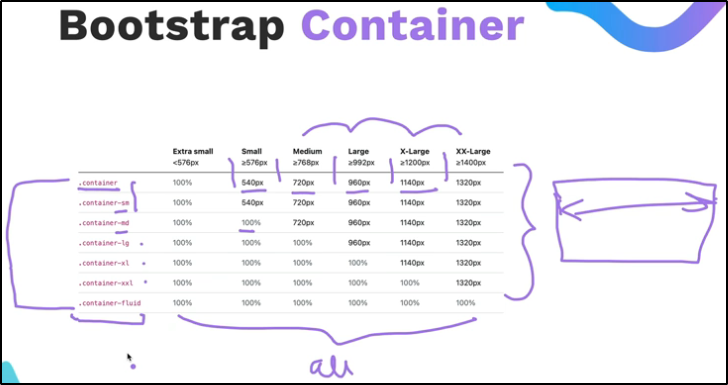 Bootstrap Container
Extra small Small Medium Large X-Large XX-Large
<576px ≥576px ≥768px ≥992px ≥1200px ≥1400px
.container 100% 540px 720px 960px 1140px 1320px
.container-sm 100% 540px 720px 960px 1140px 1320px
.container-md 100% 100% 720px 960px 1140px 1320px
.container-lg 100% 100% 100% 960px 1140px 1320px
.container-xl 100% 100% 100% 100% 1140px 1320px
.container-xxl 100% 100% 100% 100% 100% 1320px
.container-fluid 100% 100% 100% 100% 100% 100%
all